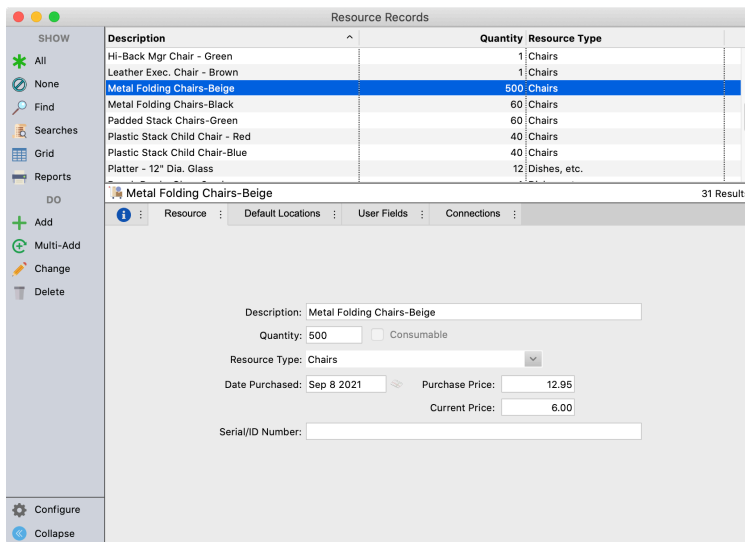 Resource Records
SHOW
All
None
Find
Searches
Grid
Reports
DO
Add
Multi-Add
Change
Delete
Configure
Collapse
Description Quantity Resource Type
Hi-Back Mgr Chair - Green 1 Chairs
Leather Exec. Chair - Brown 1 Chairs
Metal Folding Chairs-Beige 500 Chairs
Metal Folding Chairs-Black 60 Chairs
Padded Stack Chairs-Green 60 Chairs
Plastic Stack Child Chair - Red 40 Chairs
Plastic Stack Child Chair-Blue 40 Chairs
Platter - 12" Dia. Glass 12 Dishes, etc.
Metal Folding Chairs-Beige 31 Results
Resource Default Locations User Fields Connections
Description: Metal Folding Chairs-Beige
Quantity: 500 Consumable
Resource Type: Chairs
Date Purchased: Sep 8 2021 Purchase Price: 12.95
Current Price: 6.00
Serial/ID Number: